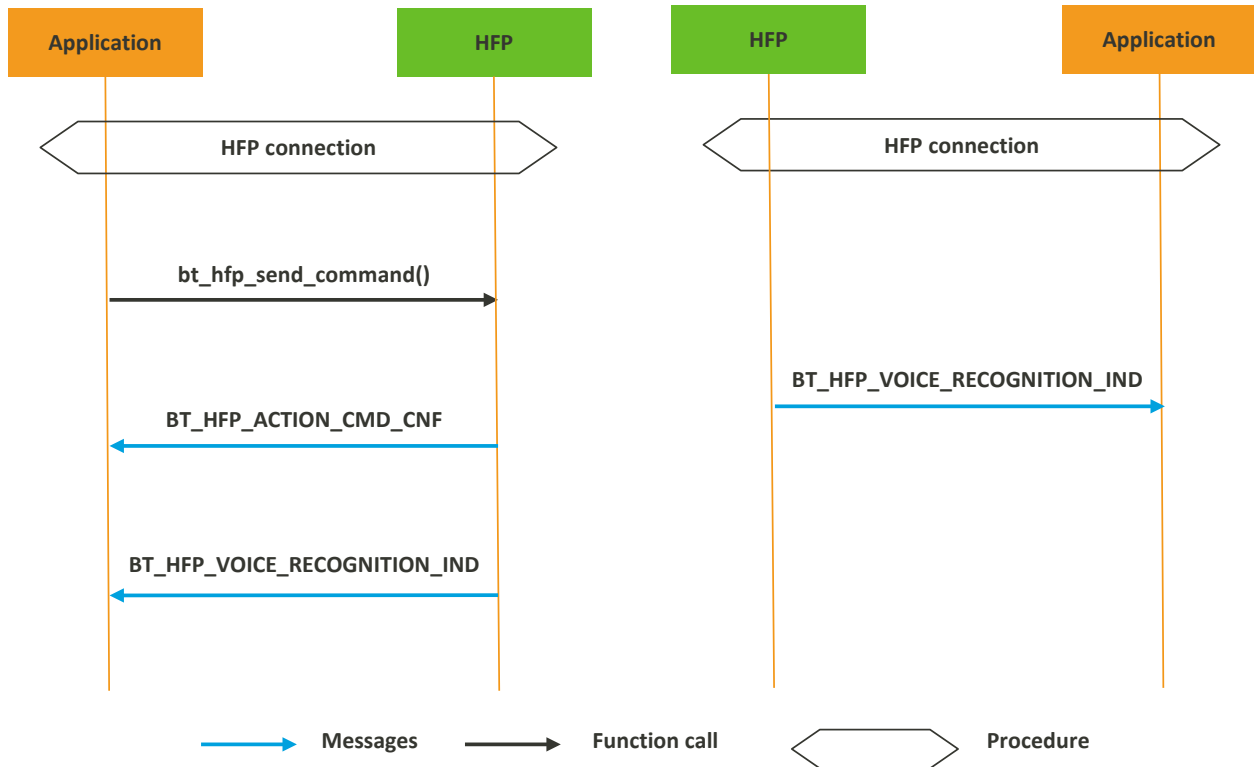 Application
HFP
HFP
Application
HFP connection
HFP connection
bt_hfp_send_command()
BT_HFP_VOICE_RECOGNITION_IND
BT_HFP_ACTION_CMD_CNF
BT_HFP_VOICE_RECOGNITION_IND
Messages
Function call
Procedure